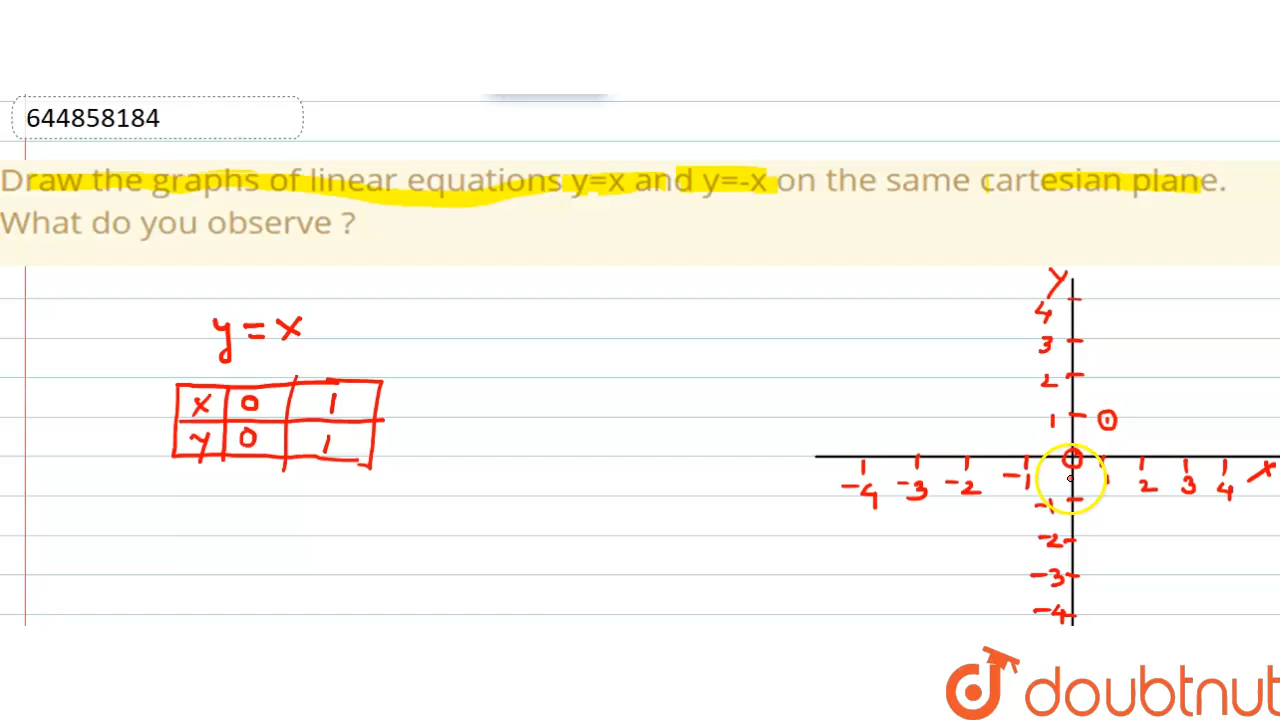 644858184
Draw the graphs of linear equations y=x and y=-x on the same cartesian plane.
What do you observe ?
y = x
x 0 1
y 0 1
y
4
3
2
1
0
-4 -3 -2 -1 1 2 3 4 x
-1
-2
-3
-4
doubtnut